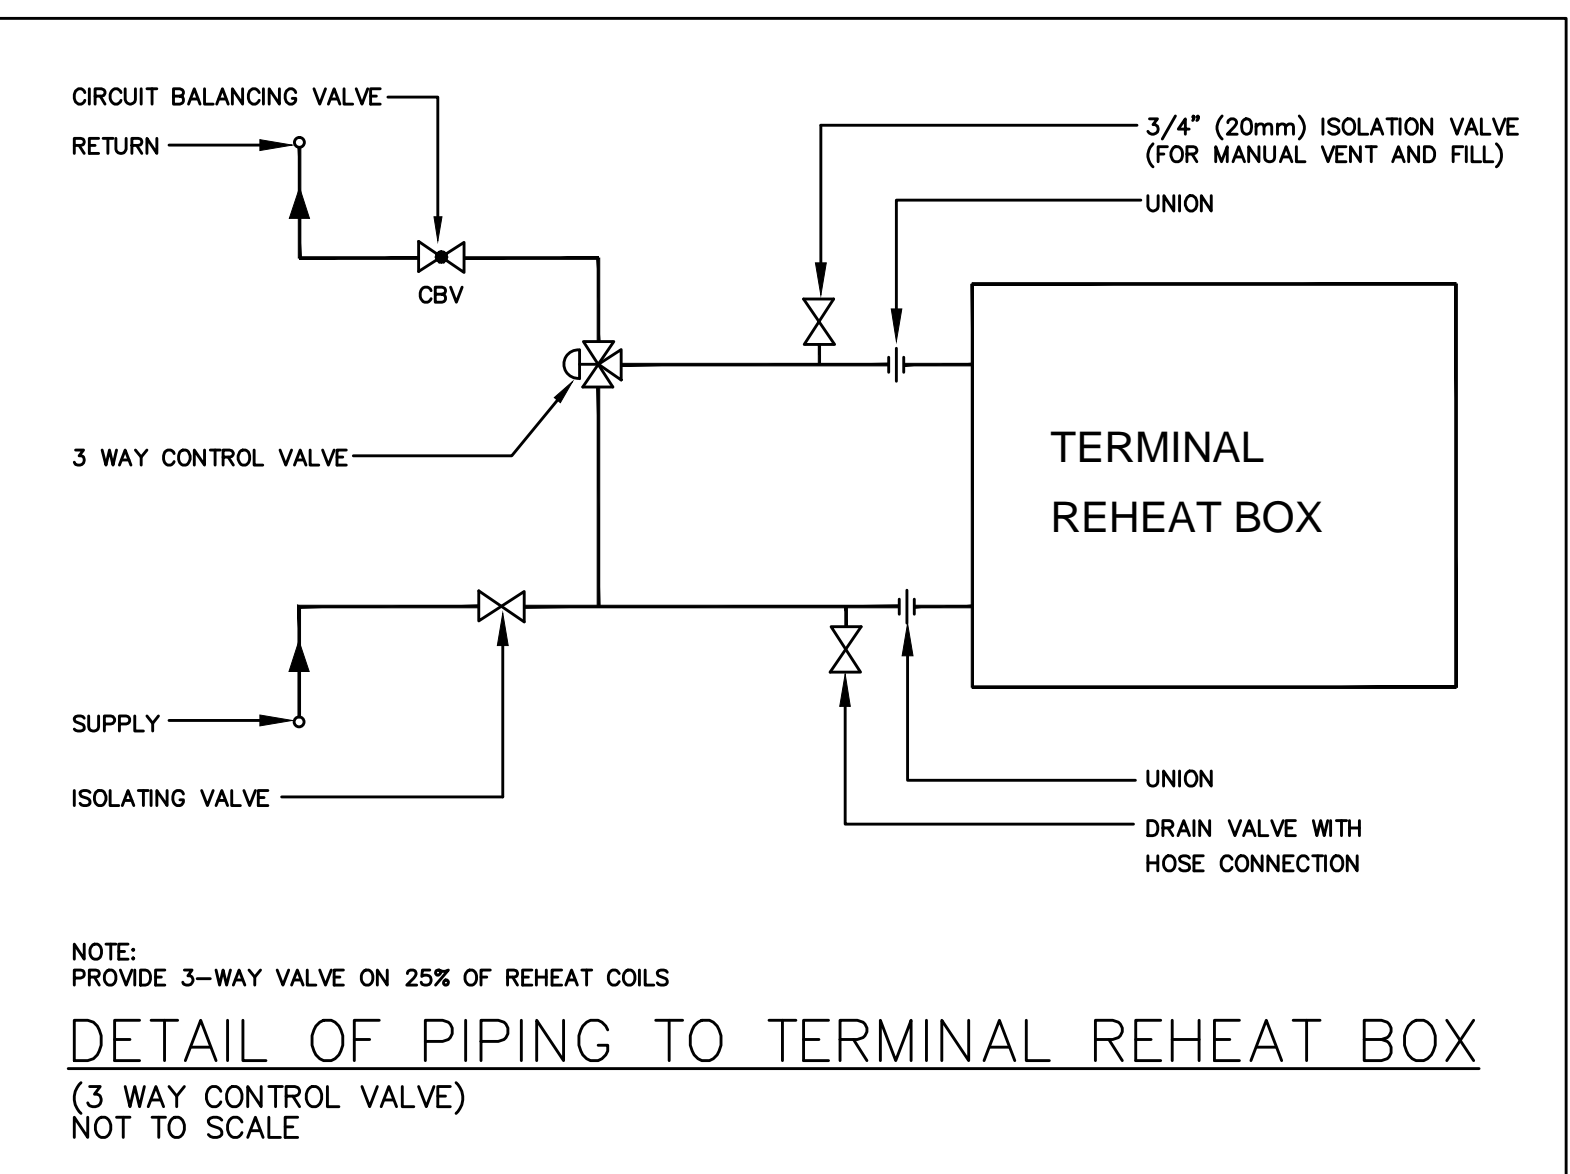 CIRCUIT BALANCING VALVE
RETURN
3/4" (20mm) ISOLATION VALVE
(FOR MANUAL VENT AND FILL)
UNION
CBV
3 WAY CONTROL VALVE
TERMINAL
REHEAT BOX
SUPPLY
ISOLATING VALVE
UNION
DRAIN VALVE WITH
HOSE CONNECTION
NOTE:
PROVIDE 3-WAY VALVE ON 25% OF REHEAT COILS
DETAIL OF PIPING TO TERMINAL REHEAT BOX
(3 WAY CONTROL VALVE)
NOT TO SCALE